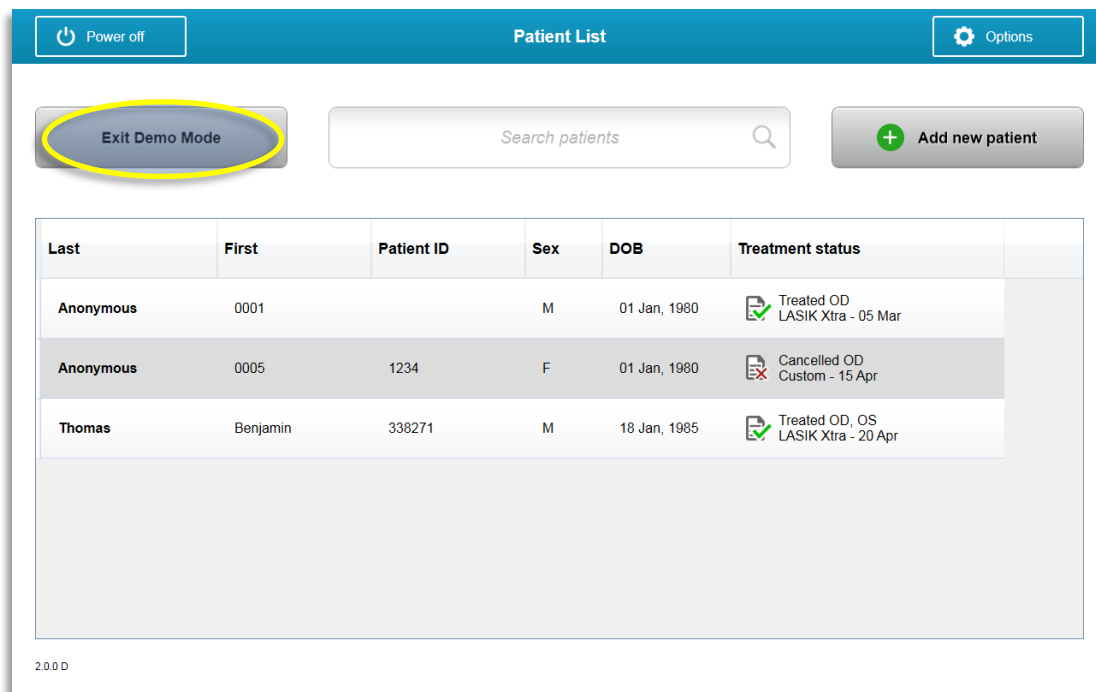 Power off
Patient List
Options
Exit Demo Mode
Search patients
Add new patient
Last First Patient ID Sex DOB Treatment status
Anonymous 0001 M 01 Jan, 1980 Treated OD
LASIK Xtra - 05 Mar
Anonymous 0005 1234 F 01 Jan, 1980 Cancelled OD
Custom - 15 Apr
Thomas Benjamin 338271 M 18 Jan, 1985 Treated OD, OS
LASIK Xtra - 20 Apr
2.0.0 D